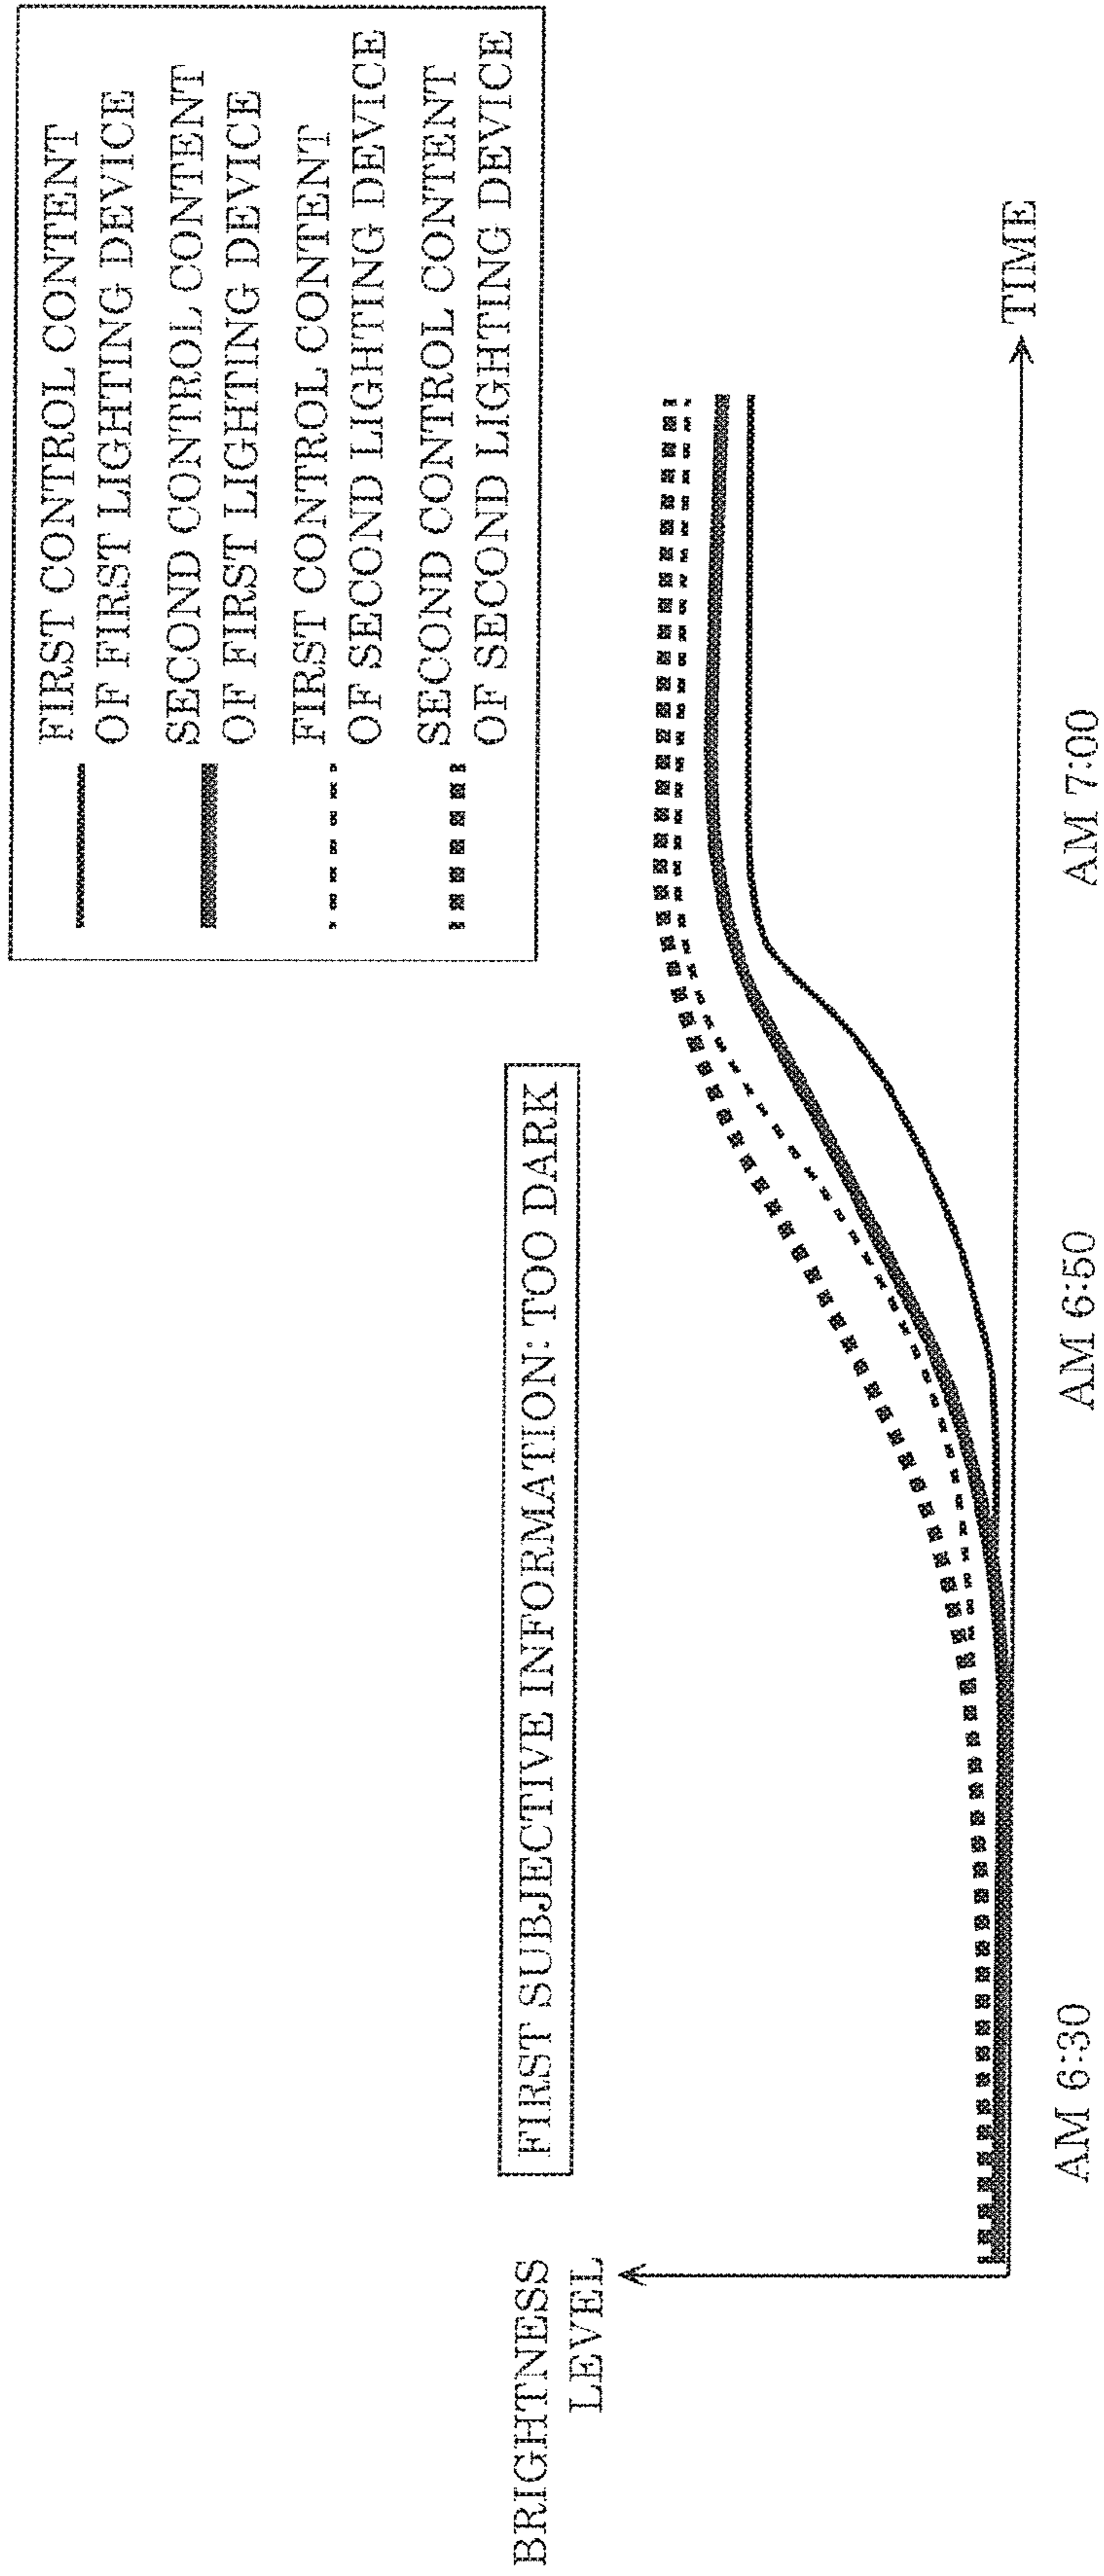 FIRST CONTROL CONTENT
OF FIRST LIGHTING DEVICE
SECOND CONTROL CONTENT
OF FIRST LIGHTING DEVICE
FIRST CONTROL CONTENT
OF SECOND LIGHTING DEVICE
SECOND CONTROL CONTENT
OF SECOND LIGHTING DEVICE
FIRST SUBJECTIVE INFORMATION: TOO DARK
BRIGHTNESS
LEVEL
TIME
AM 6:30
AM 6:50
AM 7:00